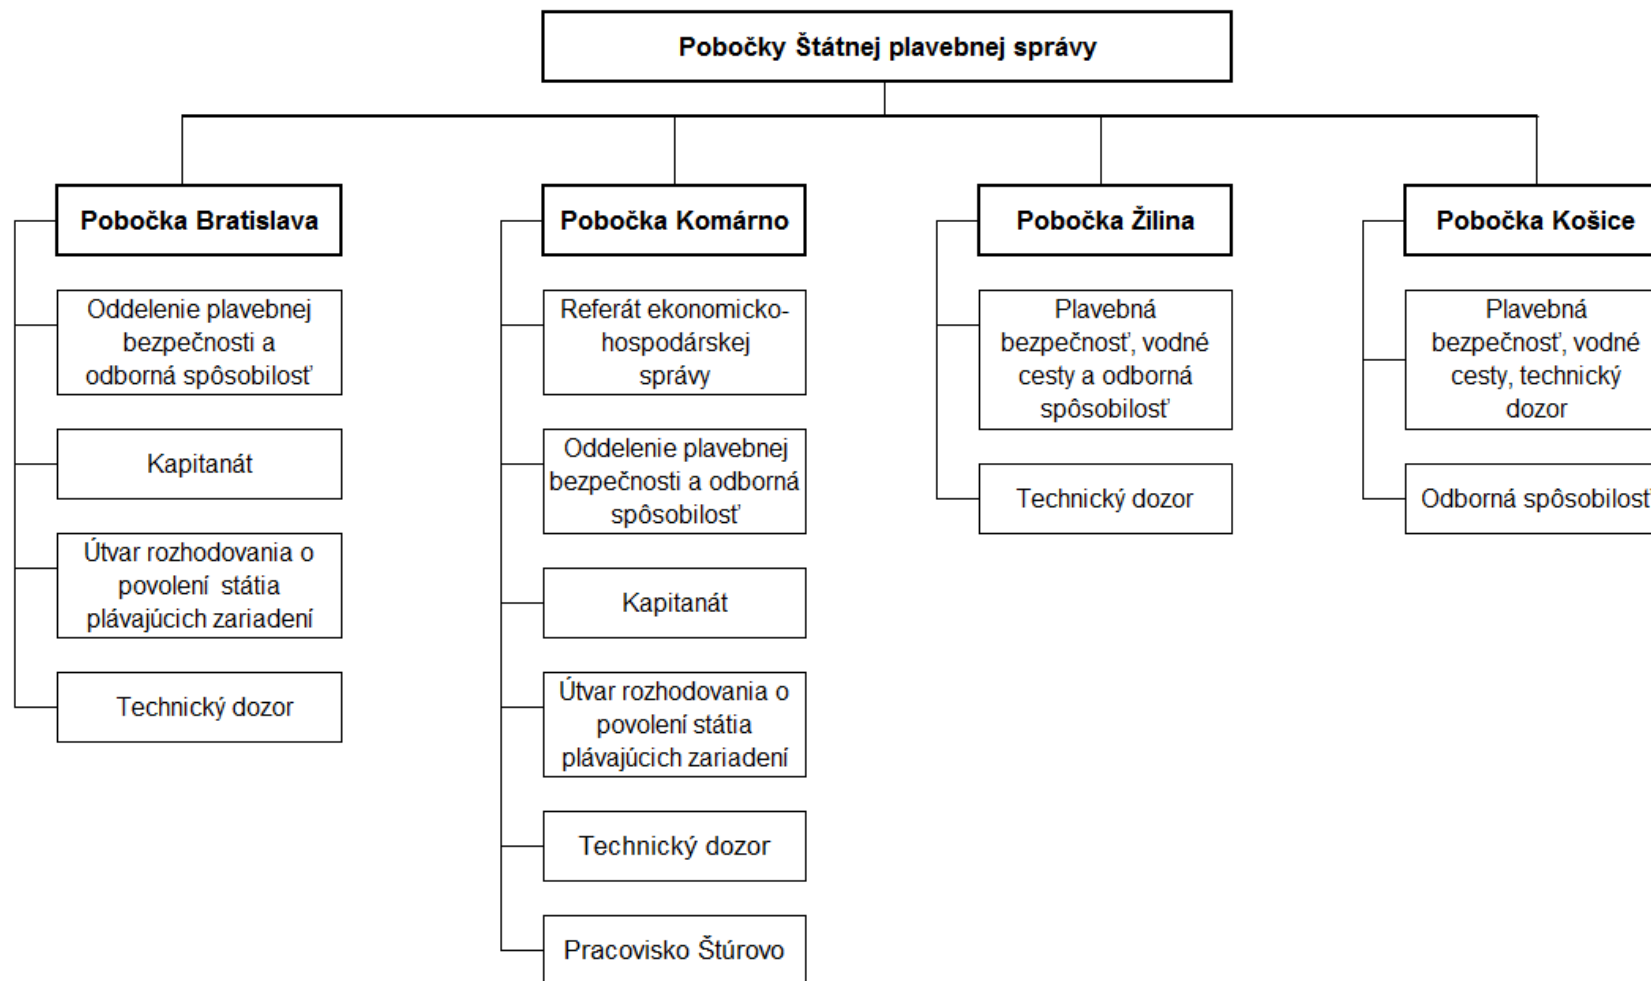 Pobočky Štátnej plavebnej správy
Pobočka Bratislava
Oddelenie plavebnej
bezpečnosti a
odborná spôsobilosť
Kapitanát
Útvar rozhodovania o
povolení státia
plávajúcich zariadení
Technický dozor
Pobočka Komárno
Referát ekonomicko-
hospodárskej
správy
Oddelenie plavebnej
bezpečnosti a odborná
spôsobilosť
Kapitanát
Útvar rozhodovania o
povolení státia
plávajúcich zariadení
Technický dozor
Pracovisko Štúrovo
Pobočka Žilina
Plavebná
bezpečnosť, vodné
cesty a odborná
spôsobilosť
Technický dozor
Pobočka Košice
Plavebná
bezpečnosť, vodné
cesty, technický
dozor
Odborná spôsobilosť